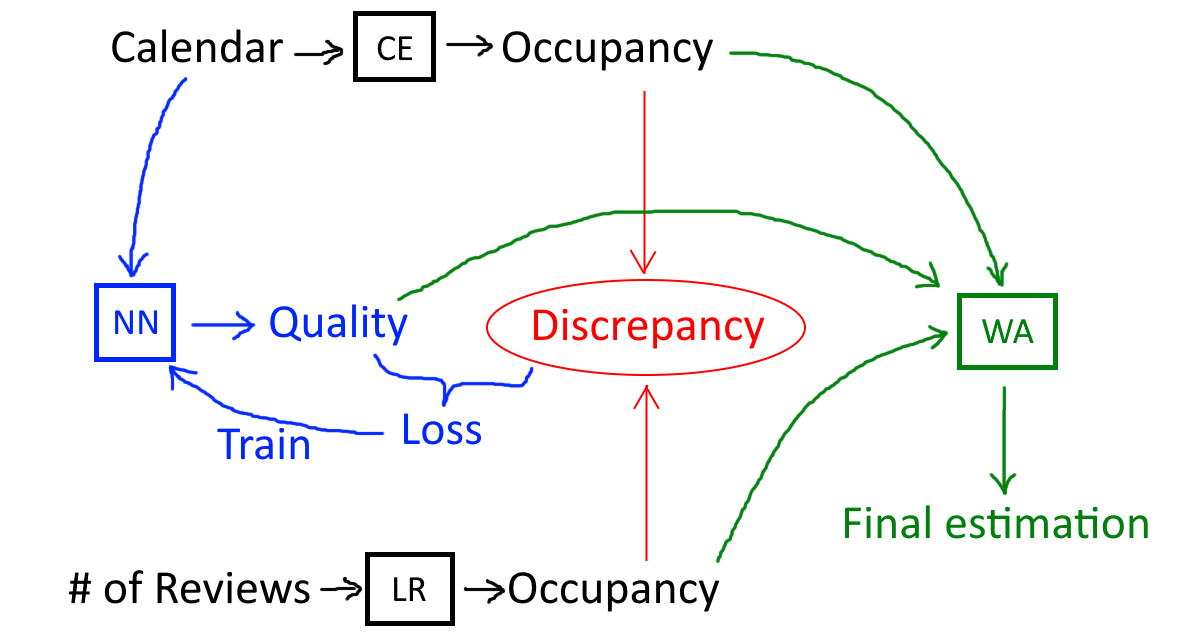 Calendar
CE
Occupancy
NN
Quality
Discrepancy
WA
Loss
Train
Final estimation
# of Reviews
LR
Occupancy